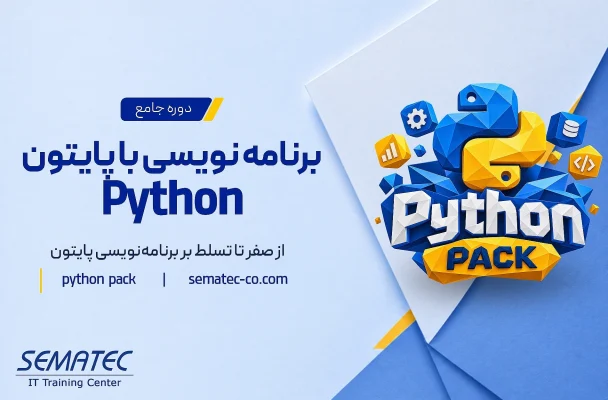 دوره جامع
برنامه نویسی با پایتون
Python
از صفر تا تسلط بر برنامه‌نویسی پایتون
python pack | sematec-co.com
Python
PACK
SEMATEC
IT Training Center